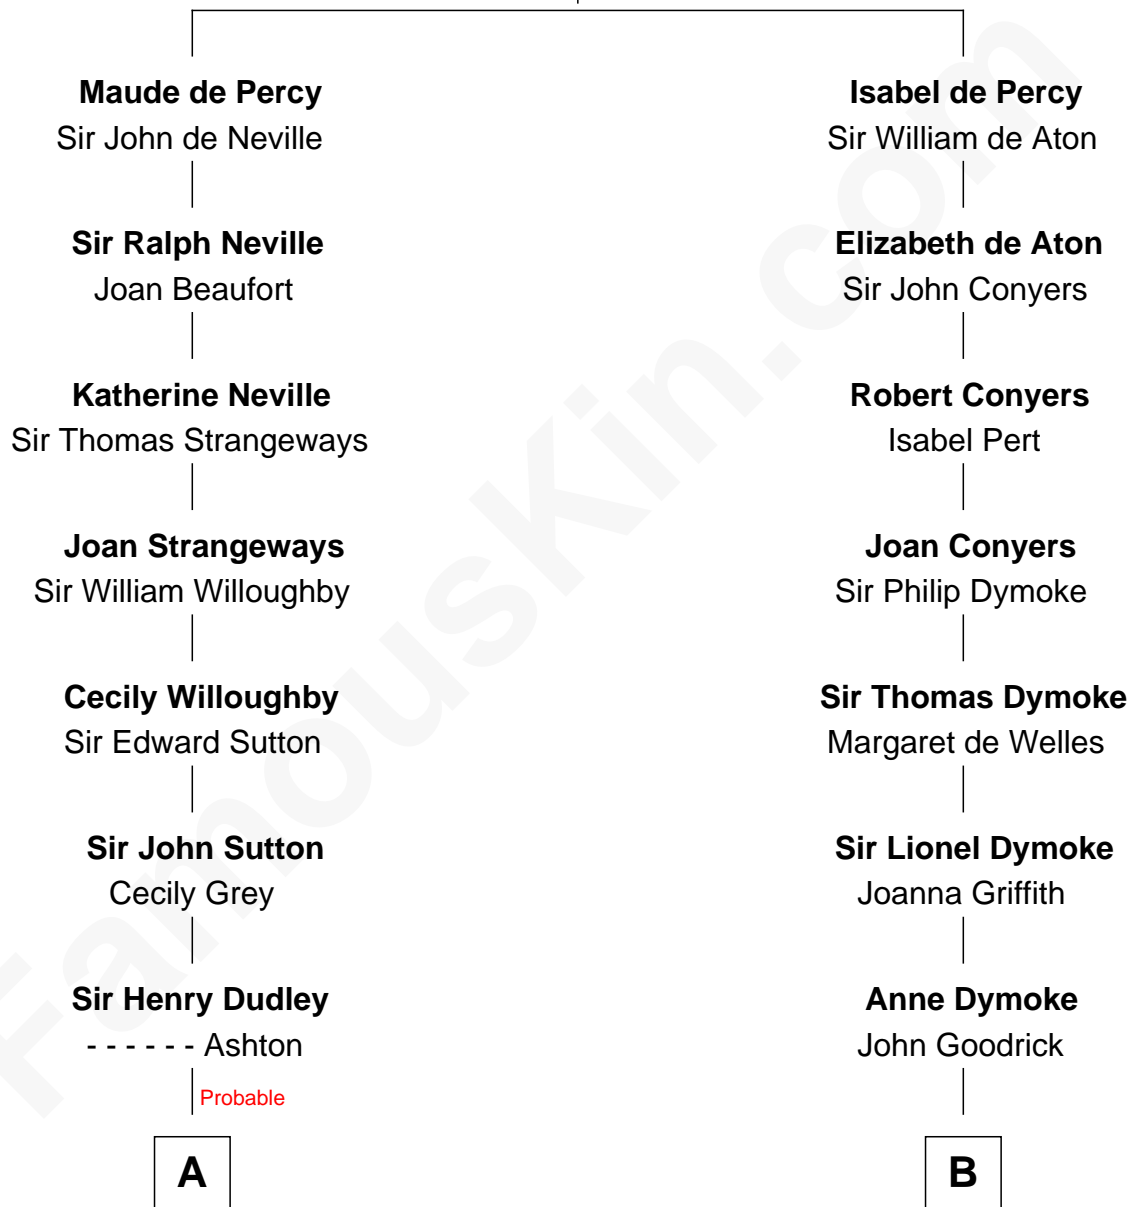 Maude de Percy
Sir John de Neville
Sir Ralph Neville
Joan Beaufort
Katherine Neville
Sir Thomas Strangeways
Joan Strangeways
Sir William Willoughby
Cecily Willoughby
Sir Edward Sutton
Sir John Sutton
Cecily Grey
Sir Henry Dudley
- - - - - - Ashton
Probable
A
Isabel de Percy
Sir William de Aton
Elizabeth de Aton
Sir John Conyers
Robert Conyers
Isabel Pert
Joan Conyers
Sir Philip Dymoke
Sir Thomas Dymoke
Margaret de Welles
Sir Lionel Dymoke
Joanna Griffith
Anne Dymoke
John Goodrick
B
FamousKin.com